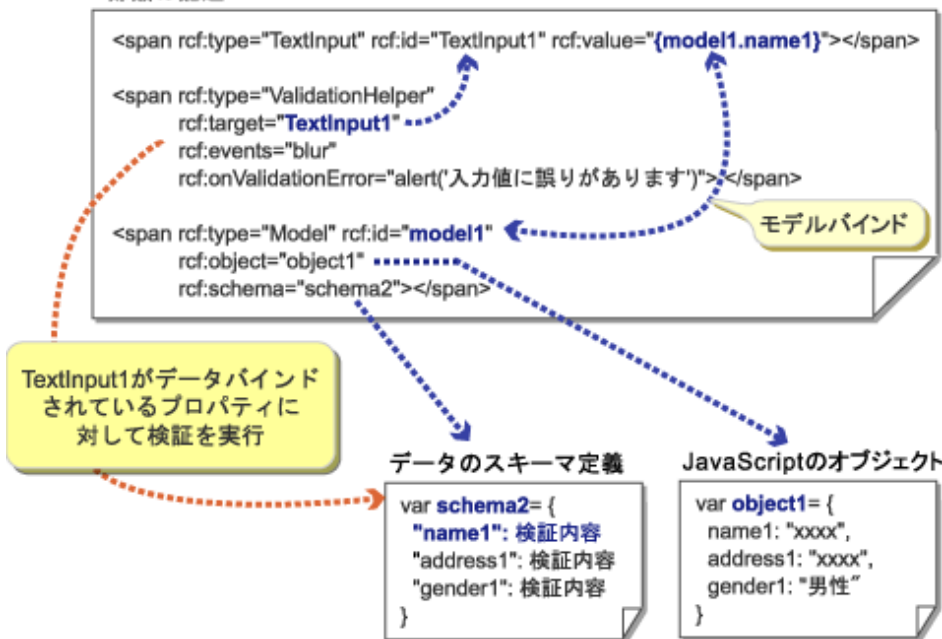 <span rcf:type="TextInput" rcf:id="TextInput1" rcf:value="{model1.name1}"></span>
<span rcf:type="ValidationHelper"
rcf:target="TextInput1"
rcf:events="blur"
rcf:onValidationError="alert('入力値に誤りがあります')"></span>
モデルバインド
<span rcf:type="Model" rcf:id="model1"
rcf:object="object1"
rcf:schema="schema2"></span>
TextInput1がデータバインド
されているプロパティに
対して検証を実行
データのスキーマ定義
var schema2= {
"name1": 検証内容
"address1": 検証内容
"gender1": 検証内容
}
JavaScriptのオブジェクト
var object1= {
name1: "xxxx",
address1: "xxxx",
gender1: "男性"
}